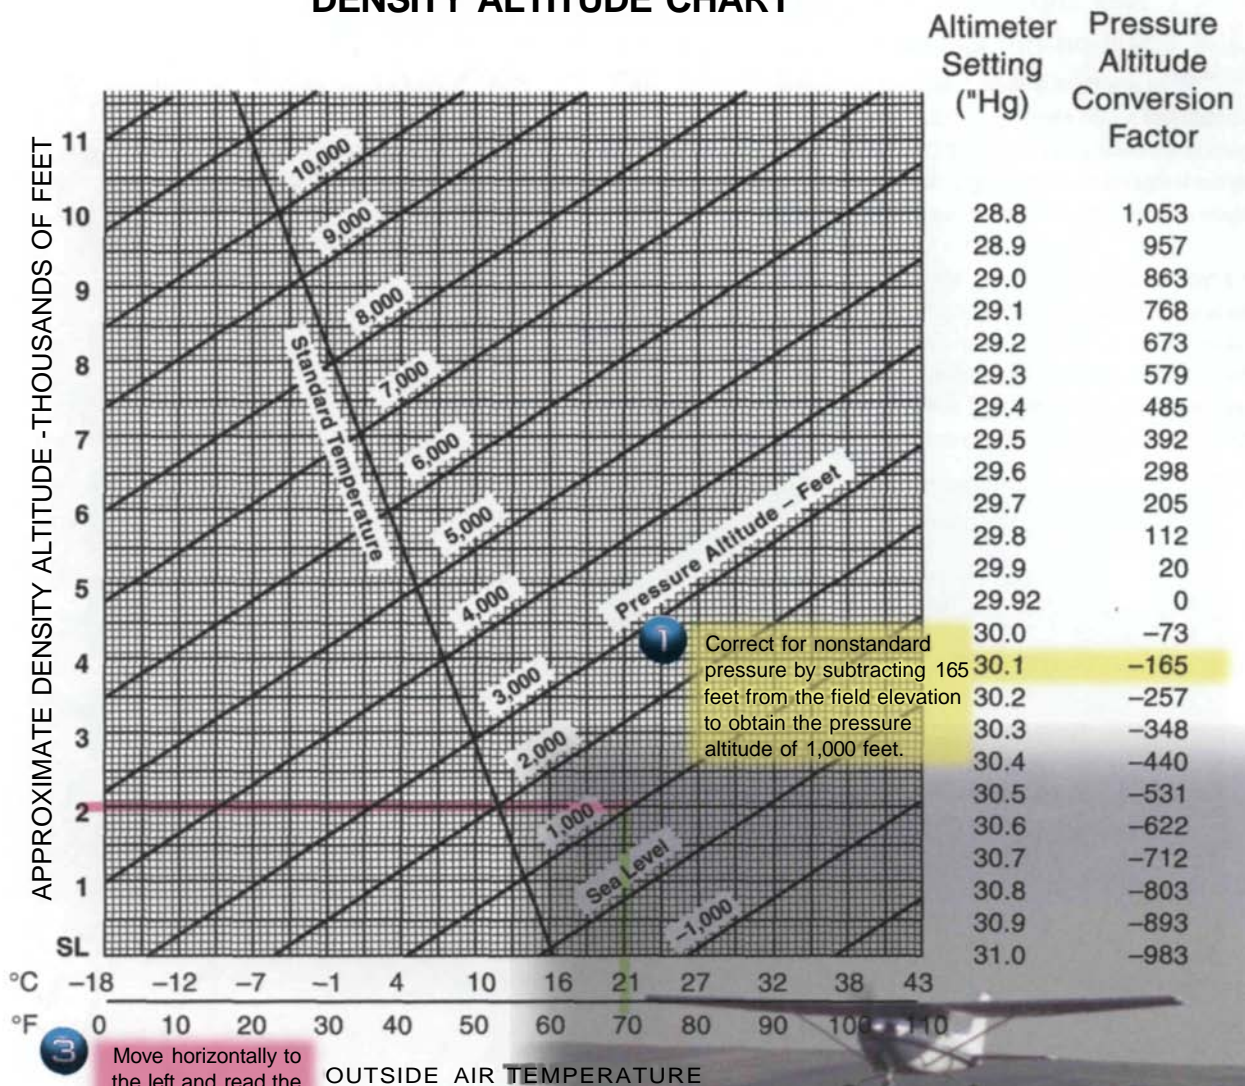 DENSITY ALTITUDE CHART
Altimeter Setting ("Hg)
Pressure Altitude Conversion Factor
28.8 1,053
28.9 957
29.0 863
29.1 768
29.2 673
29.3 579
29.4 485
29.5 392
29.6 298
29.7 205
29.8 112
29.9 20
29.92 0
30.0 –73
30.1 –165
30.2 –257
30.3 –348
30.4 –440
30.5 –531
30.6 –622
30.7 –712
30.8 –803
30.9 –893
31.0 –983
APPROXIMATE DENSITY ALTITUDE -THOUSANDS OF FEET
11
10
9
8
7
6
5
4
3
2
1
SL
10,000
9,000
8,000
7,000
6,000
5,000
4,000
3,000
2,000
1,000
Sea Level
–1,000
Standard Temperature
Pressure Altitude – Feet
1
Correct for nonstandard
pressure by subtracting 165
feet from the field elevation
to obtain the pressure
altitude of 1,000 feet.
°C –18 –12 –7 –1 4 10 16 21 27 32 38 43
°F 0 10 20 30 40 50 60 70 80 90 100 110
3
Move horizontally to
the left and read the
OUTSIDE AIR TEMPERATURE